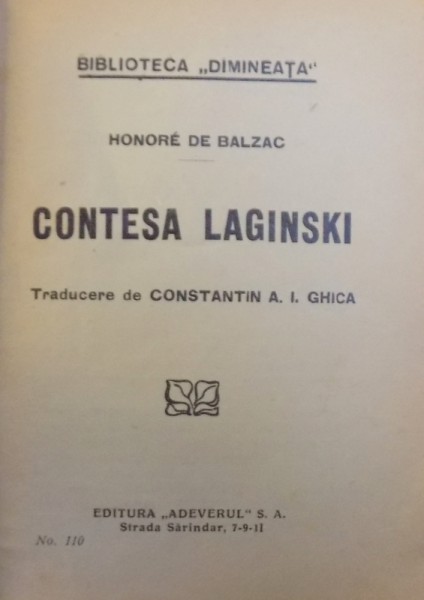 BIBLIOTECA „DIMINEAȚA“
HONORÉ DE BALZAC
CONTESA LAGINSKI
Traducere de CONSTANTIN A. I. GHICA
EDITURA „ADEVERUL“ S. A.
Strada Sărindar, 7-9-11
No. 110